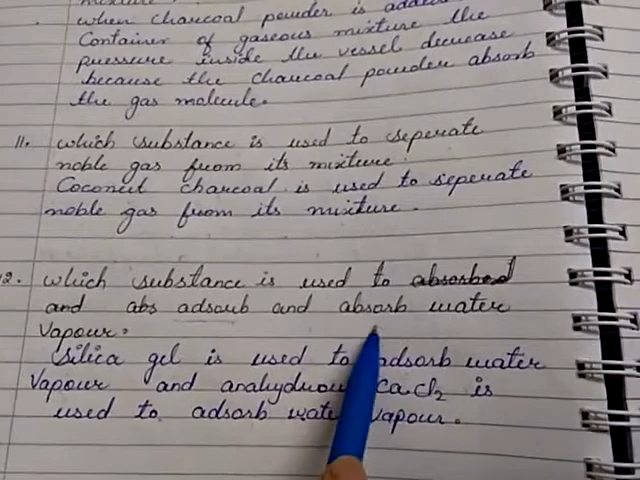 when charcoal powder is added
Container of gaseous mixture the
pressure inside the vessel decrease
because the charcoal powder absorb
the gas molecule.
11. which substance is used to seperate
noble gas from its mixture.
Coconut charcoal is used to seperate
noble gas from its mixture.
2. which substance is used to absorbed
and abs adsorb and absorb water
Vapour.
Silica gel is used to adsorb water
Vapour and anahydrous CaCl2 is
used to adsorb water vapour.